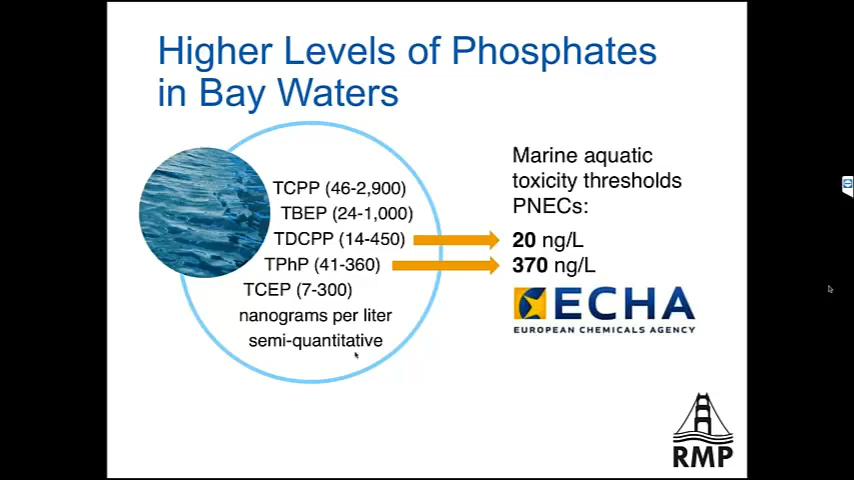 Higher Levels of Phosphates
in Bay Waters
TCPP (46-2,900)
TBEP (24-1,000)
TDCPP (14-450)
TPhP (41-360)
TCEP (7-300)
nanograms per liter
semi-quantitative
Marine aquatic
toxicity thresholds
PNECs:
20 ng/L
370 ng/L
ECHA
EUROPEAN CHEMICALS AGENCY
RMP